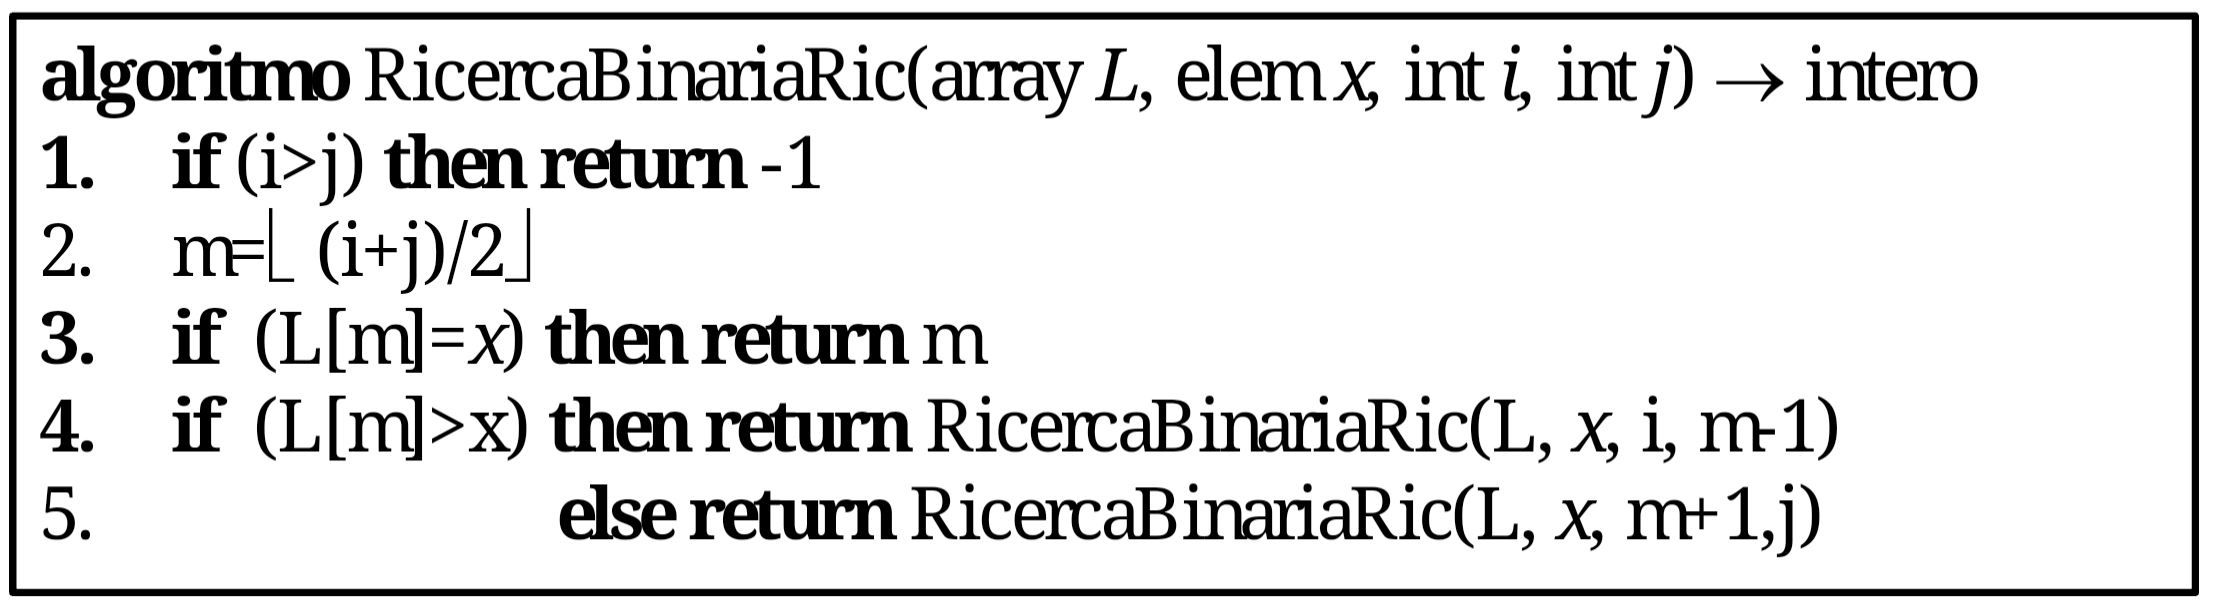 algoritmo RicercaBinariaRic(array L, elem x, int i, int j) → intero
1. if (i>j) then return -1
2. m=⌊ (i+j)/2⌋
3. if (L[m]=x) then return m
4. if (L[m]>x) then return RicercaBinariaRic(L, x, i, m-1)
5. else return RicercaBinariaRic(L, x, m+1,j)